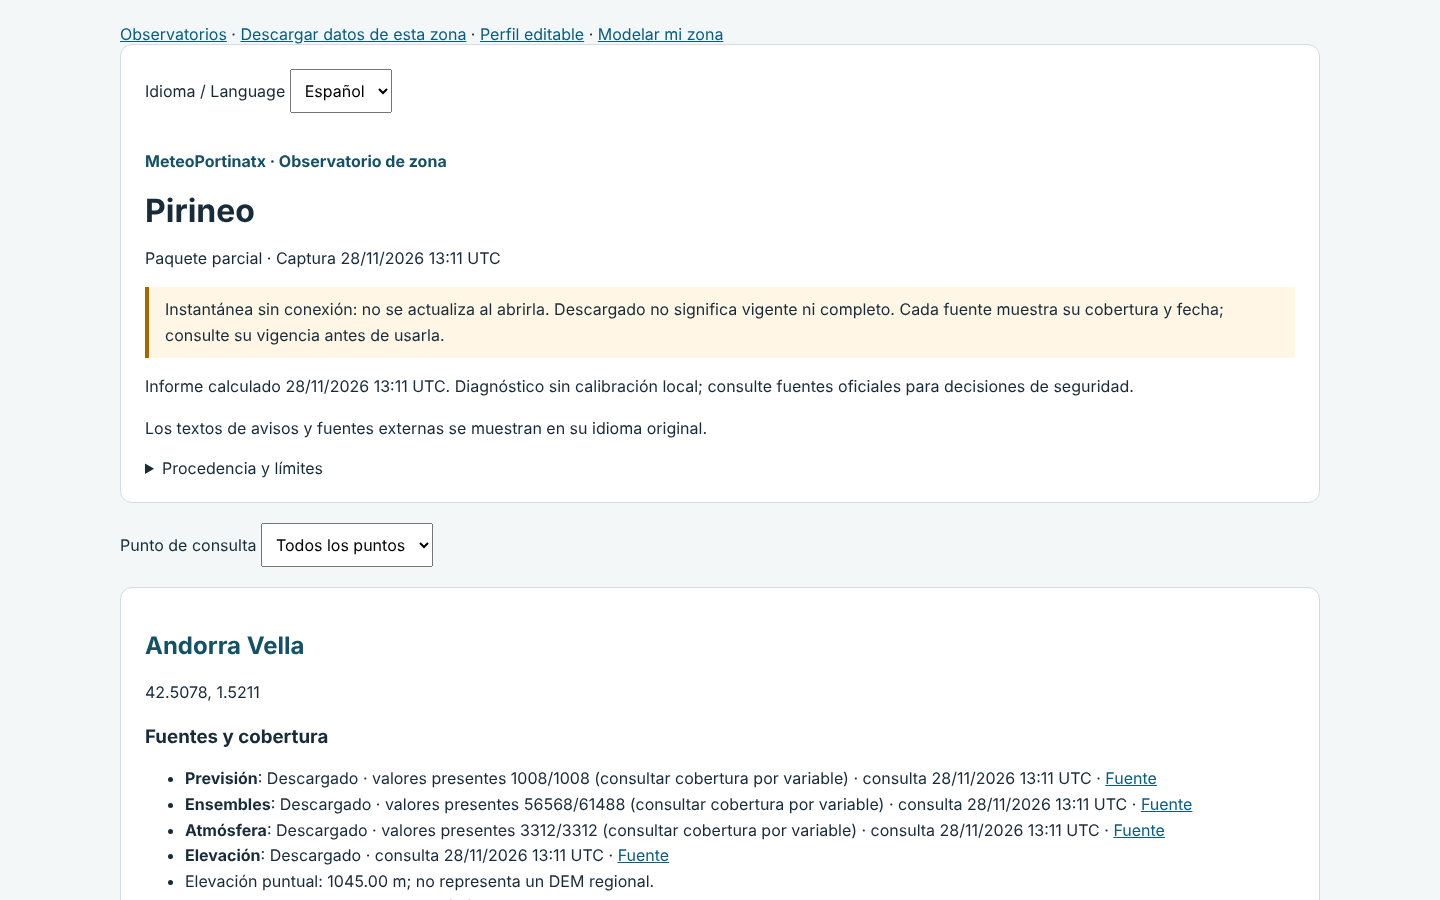 Observatorios · Descargar datos de esta zona · Perfil editable · Modelar mi zona
Idioma / Language Español
MeteoPortinatx · Observatorio de zona
Pirineo
Paquete parcial · Captura 28/11/2026 13:11 UTC
Instantánea sin conexión: no se actualiza al abrirla. Descargado no significa vigente ni completo. Cada fuente muestra su cobertura y fecha;
consulte su vigencia antes de usarla.
Informe calculado 28/11/2026 13:11 UTC. Diagnóstico sin calibración local; consulte fuentes oficiales para decisiones de seguridad.
Los textos de avisos y fuentes externas se muestran en su idioma original.
Procedencia y límites
Punto de consulta Todos los puntos
Andorra Vella
42.5078, 1.5211
Fuentes y cobertura
Previsión: Descargado · valores presentes 1008/1008 (consultar cobertura por variable) · consulta 28/11/2026 13:11 UTC · Fuente
Ensembles: Descargado · valores presentes 56568/61488 (consultar cobertura por variable) · consulta 28/11/2026 13:11 UTC · Fuente
Atmósfera: Descargado · valores presentes 3312/3312 (consultar cobertura por variable) · consulta 28/11/2026 13:11 UTC · Fuente
Elevación: Descargado · consulta 28/11/2026 13:11 UTC · Fuente
Elevación puntual: 1045.00 m; no representa un DEM regional.